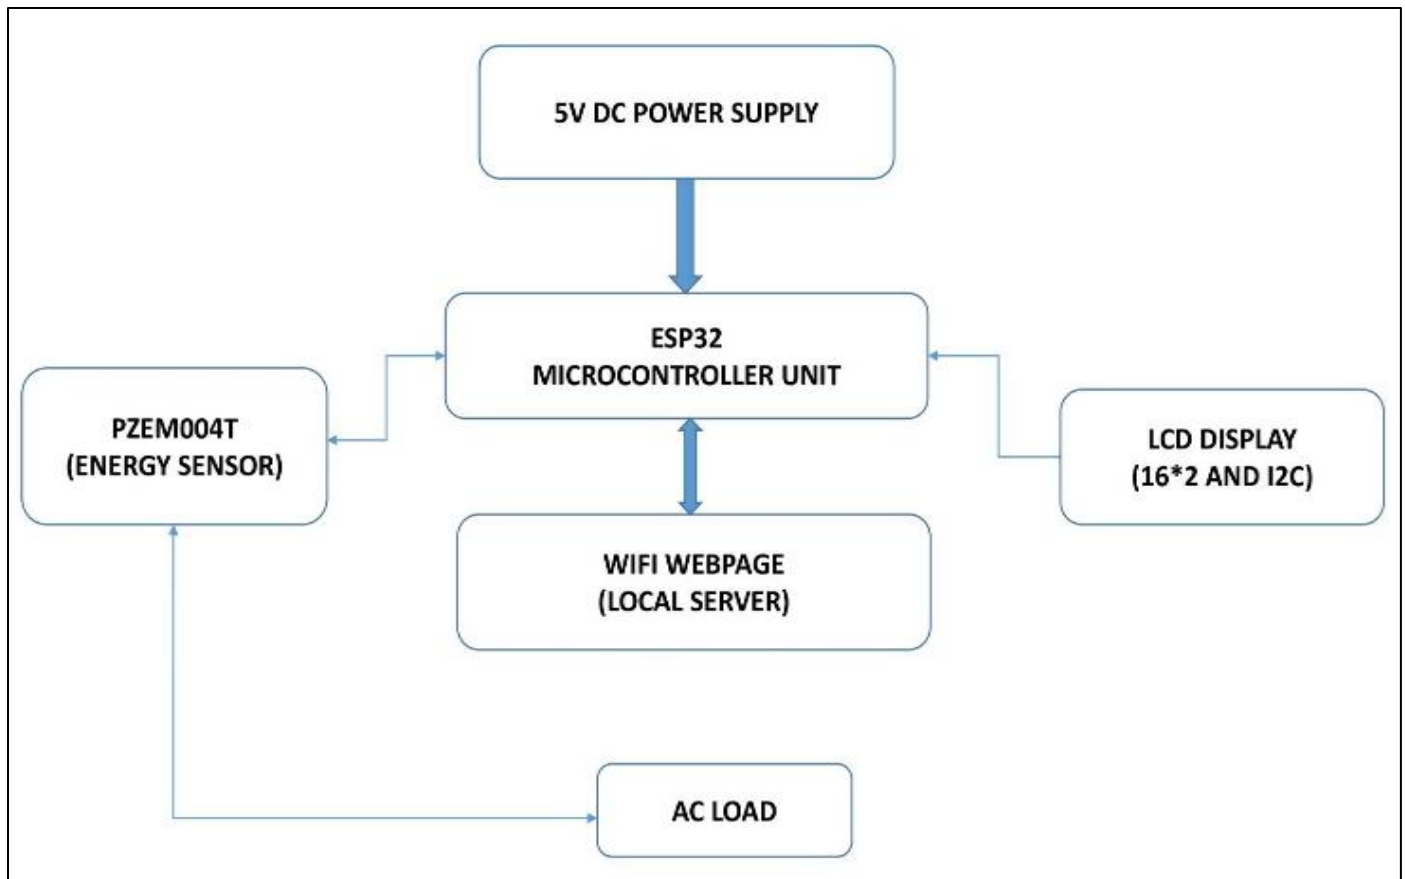 5V DC POWER SUPPLY
ESP32
MICROCONTROLLER UNIT
PZEM004T
(ENERGY SENSOR)
LCD DISPLAY
(16*2 AND I2C)
WIFI WEBPAGE
(LOCAL SERVER)
AC LOAD